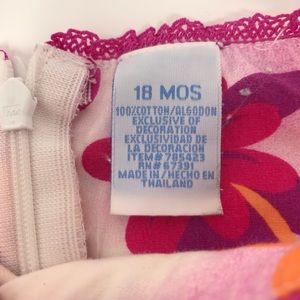 18 MOS
100%COTTON/ALGODON
EXCLUSIVE OF
DECORATION
EXCLUSIVIDAD DE
LA DECORACION
ITEM# 785423
RN# 67391
MADE IN / HECHO EN
THAILAND